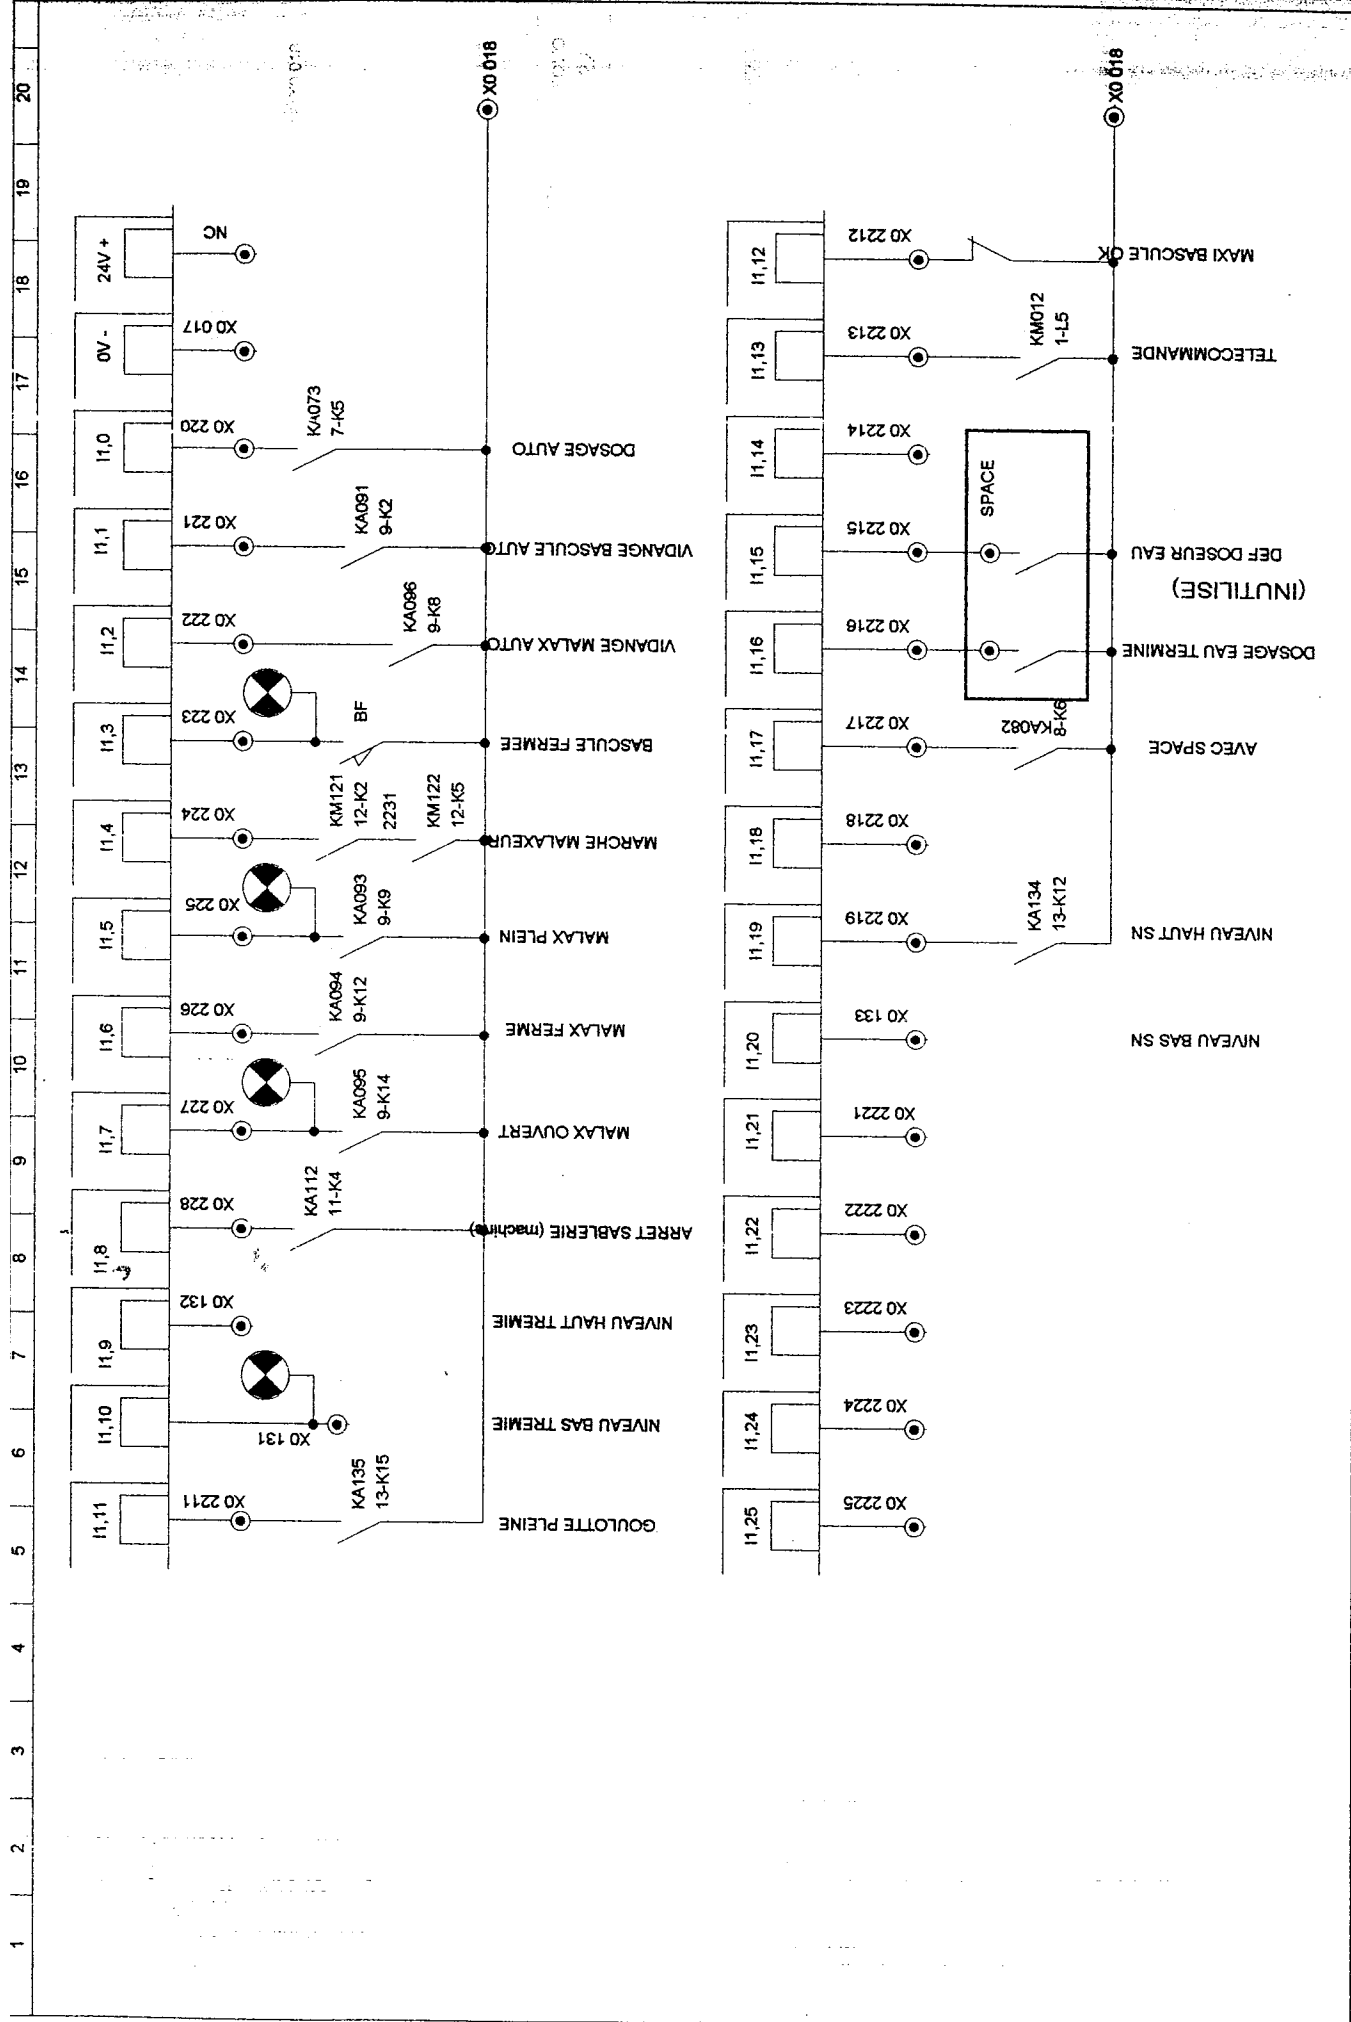 20
19
18
17
16
15
14
13
12
11
10
9
8
7
6
5
4
3
2
1
24V +
NC
0V -
X0 017
I1,0
X0 220
KA073
7-K5
DOSAGE AUTO
I1,1
X0 221
KA091
9-K2
VIDANGE BASCULE AUTO
I1,2
X0 222
KA096
9-K8
VIDANGE MALAX AUTO
I1,3
X0 223
BF
BASCULE FERMEE
I1,4
X0 224
KM121
12-K2
2231
KM122
12-K5
MARCHE MALAXEUR
I1,5
X0 225
KA093
9-K9
MALAX PLEIN
I1,6
X0 226
KA094
9-K12
MALAX FERME
I1,7
X0 227
KA095
9-K14
MALAX OUVERT
I1,8
X0 228
KA112
11-K4
ARRET SABLERIE (machine)
I1,9
X0 132
NIVEAU HAUT TREMIE
I1,10
X0 131
NIVEAU BAS TREMIE
I1,11
X0 2211
KA135
13-K15
GOULOTTE PLEINE
X0 018
I1,12
X0 2212
MAXI BASCULE OK
I1,13
X0 2213
KM012
1-L5
TELECOMMANDE
I1,14
X0 2214
SPACE
I1,15
X0 2215
DEF DOSEUR EAU
(INUTILISE)
I1,16
X0 2216
DOSAGE EAU TERMINE
I1,17
X0 2217
KA082
8-K6
AVEC SPACE
I1,18
X0 2218
I1,19
X0 2219
KA134
13-K12
NIVEAU HAUT SN
I1,20
X0 133
NIVEAU BAS SN
I1,21
X0 2221
I1,22
X0 2222
I1,23
X0 2223
I1,24
X0 2224
I1,25
X0 2225
X0 018